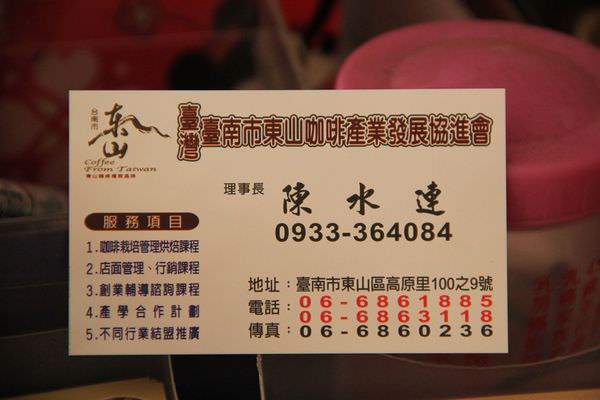 台南市
東山
Coffee
From Taiwan
臺灣臺南市東山咖啡產業發展協進會
理事長 陳水連
0933-364084
服務項目
1.咖啡栽培管理烘焙課程
2.店面管理、行銷課程
3.創業輔導諮詢課程
4.產學合作計劃
5.不同行業結盟推廣
地址：臺南市東山區高原里100之9號
電話：06-6861885
06-6863118
傳真：06-6860236